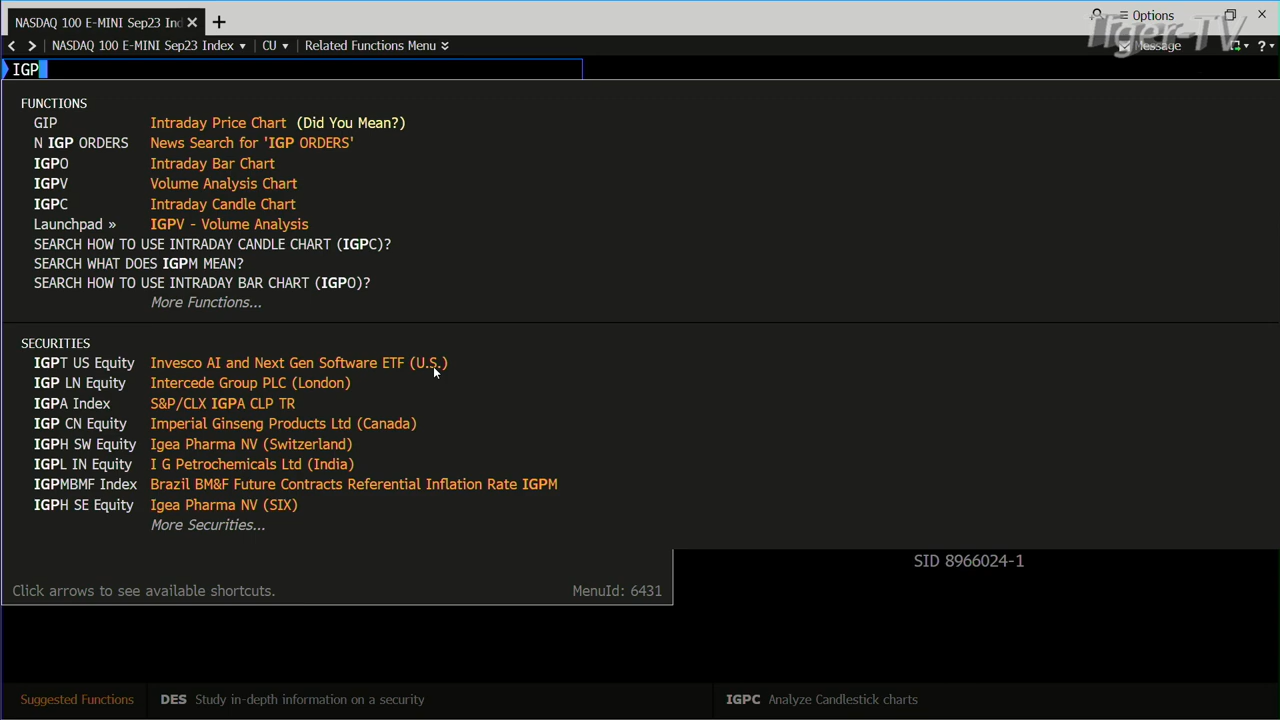 NASDAQ 100 E-MINI Sep23 Ind
Options
NASDAQ 100 E-MINI Sep23 Index CU Related Functions Menu
Message
?
Tiger-TV
IGP
FUNCTIONS
GIP Intraday Price Chart (Did You Mean?)
N IGP ORDERS News Search for 'IGP ORDERS'
IGPO Intraday Bar Chart
IGPV Volume Analysis Chart
IGPC Intraday Candle Chart
Launchpad » IGPV - Volume Analysis
SEARCH HOW TO USE INTRADAY CANDLE CHART (IGPC)?
SEARCH WHAT DOES IGPM MEAN?
SEARCH HOW TO USE INTRADAY BAR CHART (IGPO)?
More Functions...
SECURITIES
IGPT US Equity Invesco AI and Next Gen Software ETF (U.S.)
IGP LN Equity Intercede Group PLC (London)
IGPA Index S&P/CLX IGPA CLP TR
IGP CN Equity Imperial Ginseng Products Ltd (Canada)
IGPH SW Equity Igea Pharma NV (Switzerland)
IGPL IN Equity I G Petrochemicals Ltd (India)
IGPMBMF Index Brazil BM&F Future Contracts Referential Inflation Rate IGPM
IGPH SE Equity Igea Pharma NV (SIX)
More Securities...
SID 8966024-1
Click arrows to see available shortcuts. MenuId: 6431
Suggested Functions DES Study in-depth information on a security IGPC Analyze Candlestick charts